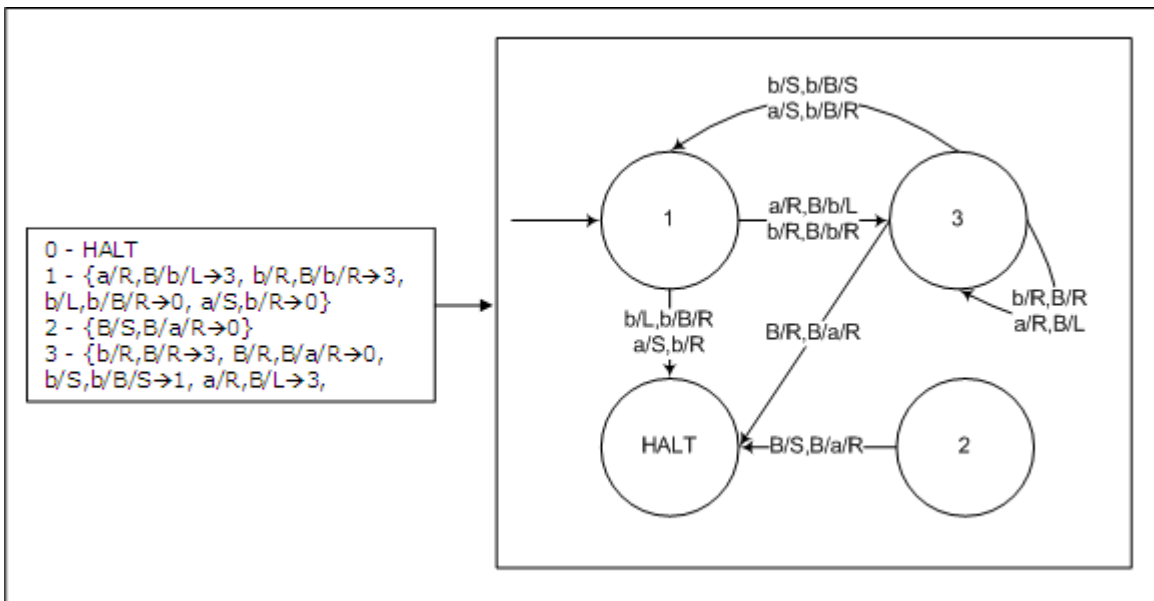 0 - HALT
1 - {a/R,B/b/L→3, b/R,B/b/R→3,
b/L,b/B/R→0, a/S,b/R→0}
2 - {B/S,B/a/R→0}
3 - {b/R,B/R→3, B/R,B/a/R→0,
b/S,b/B/S→1, a/R,B/L→3,
b/S,b/B/S
a/S,b/B/R
1
a/R,B/b/L
b/R,B/b/R
3
b/R,B/R
a/R,B/L
b/L,b/B/R
a/S,b/R
B/R,B/a/R
HALT
B/S,B/a/R
2